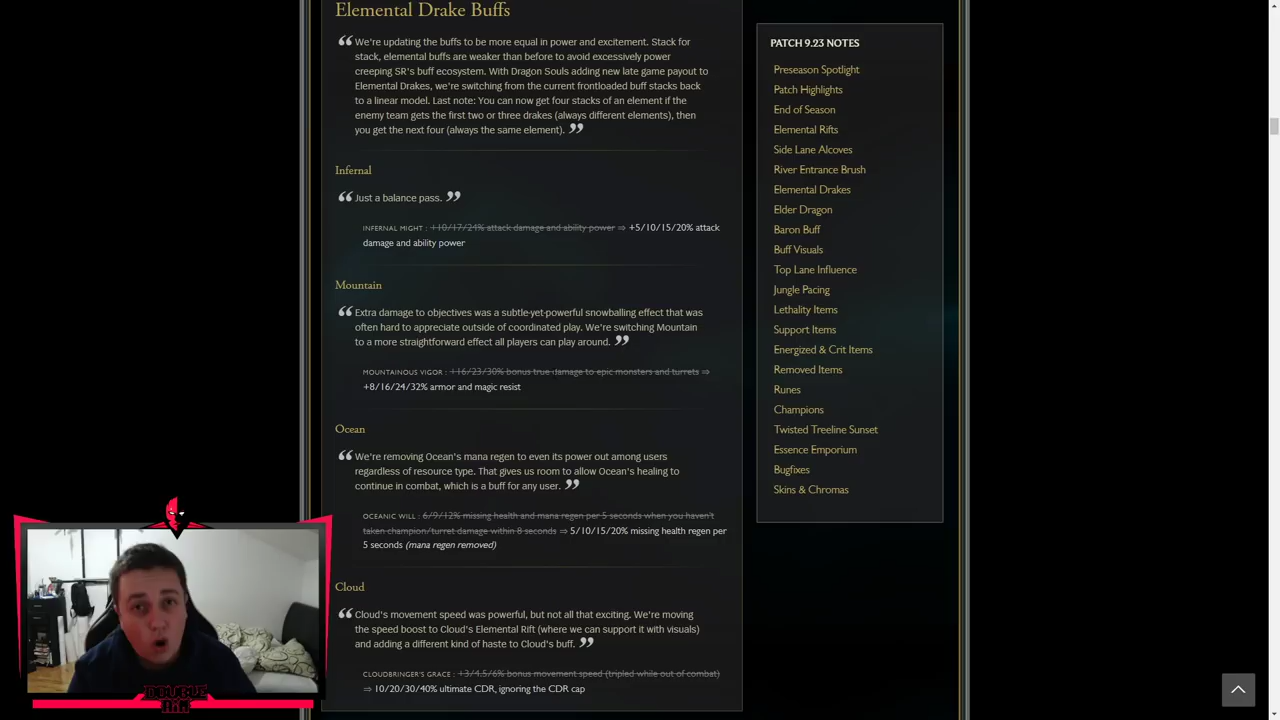 Elemental Drake Buffs
“ We're updating the buffs to be more equal in power and excitement. Stack for
stack, elemental buffs are weaker than before to avoid excessively power
creeping SR's buff ecosystem. With Dragon Souls adding new late game payout to
Elemental Drakes, we're switching from the current frontloaded buff stacks back
to a linear model. Last note: You can now get four stacks of an element if the
enemy team gets the first two or three drakes (always different elements), then
you get the next four (always the same element). ”
Infernal
“ Just a balance pass. ”
INFERNAL MIGHT : +10/17/24% attack damage and ability power ⇒ +5/10/15/20% attack
damage and ability power
Mountain
“ Extra damage to objectives was a subtle-yet-powerful snowballing effect that was
often hard to appreciate outside of coordinated play. We're switching Mountain
to a more straightforward effect all players can play around. ”
MOUNTAINOUS VIGOR : +16/23/30% bonus true damage to epic monsters and turrets ⇒
+8/16/24/32% armor and magic resist
Ocean
“ We're removing Ocean's mana regen to even its power out among users
regardless of resource type. That gives us room to allow Ocean's healing to
continue in combat, which is a buff for any user. ”
OCEANIC WILL : 6/9/12% missing health and mana regen per 5 seconds when you haven't
taken champion/turret damage within 8 seconds ⇒ 5/10/15/20% missing health regen per
5 seconds (mana regen removed)
Cloud
“ Cloud's movement speed was powerful, but not all that exciting. We're moving
the speed boost to Cloud's Elemental Rift (where we can support it with visuals)
and adding a different kind of haste to Cloud's buff. ”
CLOUDBRINGER'S GRACE : +3/4.5/6% bonus movement speed (tripled while out of combat)
⇒ 10/20/30/40% ultimate CDR, ignoring the CDR cap
PATCH 9.23 NOTES
Preseason Spotlight
Patch Highlights
End of Season
Elemental Rifts
Side Lane Alcoves
River Entrance Brush
Elemental Drakes
Elder Dragon
Baron Buff
Buff Visuals
Top Lane Influence
Jungle Pacing
Lethality Items
Support Items
Energized & Crit Items
Removed Items
Runes
Champions
Twisted Treeline Sunset
Essence Emporium
Bugfixes
Skins & Chromas